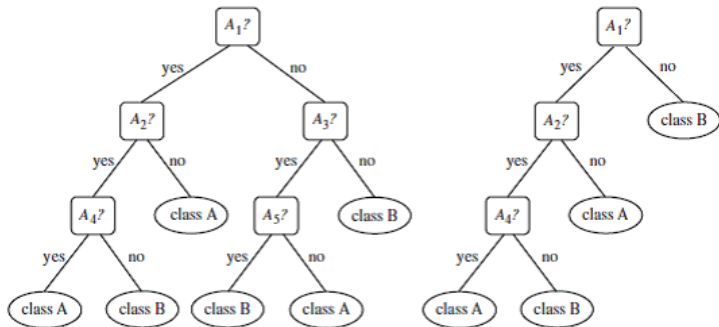 A₁? A₁?
yes no yes no
A₂? A₃? A₂? class B
yes no yes no yes no
A₄? class A A₅? class B A₄? class A
yes no yes no yes no
class A class B class B class A class A class B